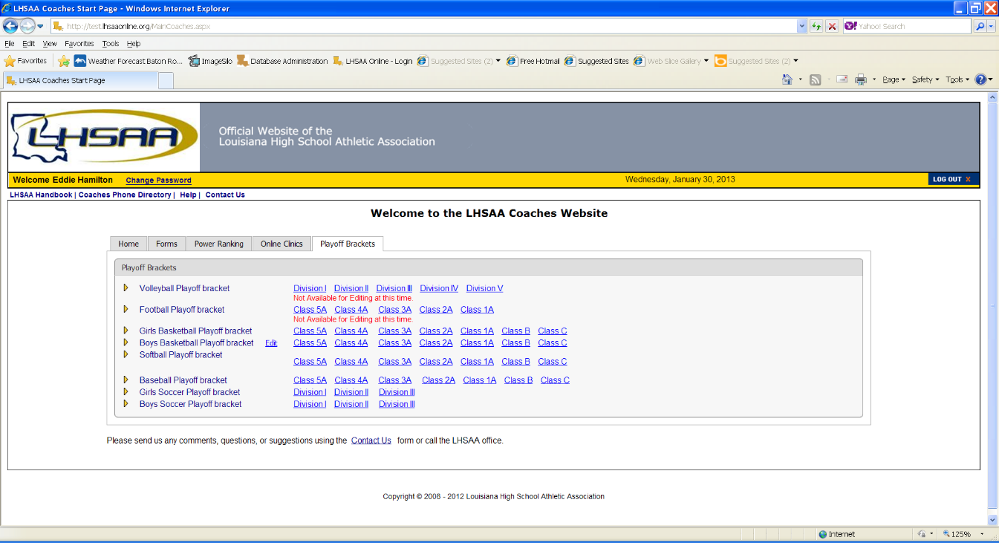 LHSAA Coaches Start Page - Windows Internet Explorer
http://test.lhsaaonline.org/MainCoaches.aspx
Yahoo! Search
File Edit View Favorites Tools Help
Favorites Weather Forecast Baton Ro... ImageSilo Database Administration LHSAA Online - Login Suggested Sites (2) Free Hotmail Suggested Sites Web Slice Gallery Suggested Sites (2)
LHSAA Coaches Start Page
Page Safety Tools
LHSAA
Official Website of the
Louisiana High School Athletic Association
Welcome Eddie Hamilton Change Password Wednesday, January 30, 2013 LOG OUT X
LHSAA Handbook | Coaches Phone Directory | Help | Contact Us
Welcome to the LHSAA Coaches Website
Home Forms Power Ranking Online Clinics Playoff Brackets
Playoff Brackets
Volleyball Playoff bracket Division I Division II Division III Division IV Division V
Not Available for Editing at this time.
Football Playoff bracket Class 5A Class 4A Class 3A Class 2A Class 1A
Not Available for Editing at this time.
Girls Basketball Playoff bracket Class 5A Class 4A Class 3A Class 2A Class 1A Class B Class C
Boys Basketball Playoff bracket Edit Class 5A Class 4A Class 3A Class 2A Class 1A Class B Class C
Softball Playoff bracket
Class 5A Class 4A Class 3A Class 2A Class 1A Class B Class C
Baseball Playoff bracket Class 5A Class 4A Class 3A Class 2A Class 1A Class B Class C
Girls Soccer Playoff bracket Division I Division II Division III
Boys Soccer Playoff bracket Division I Division II Division III
Please send us any comments, questions, or suggestions using the Contact Us form or call the LHSAA office.
Copyright © 2008 - 2012 Louisiana High School Athletic Association
Internet 125%